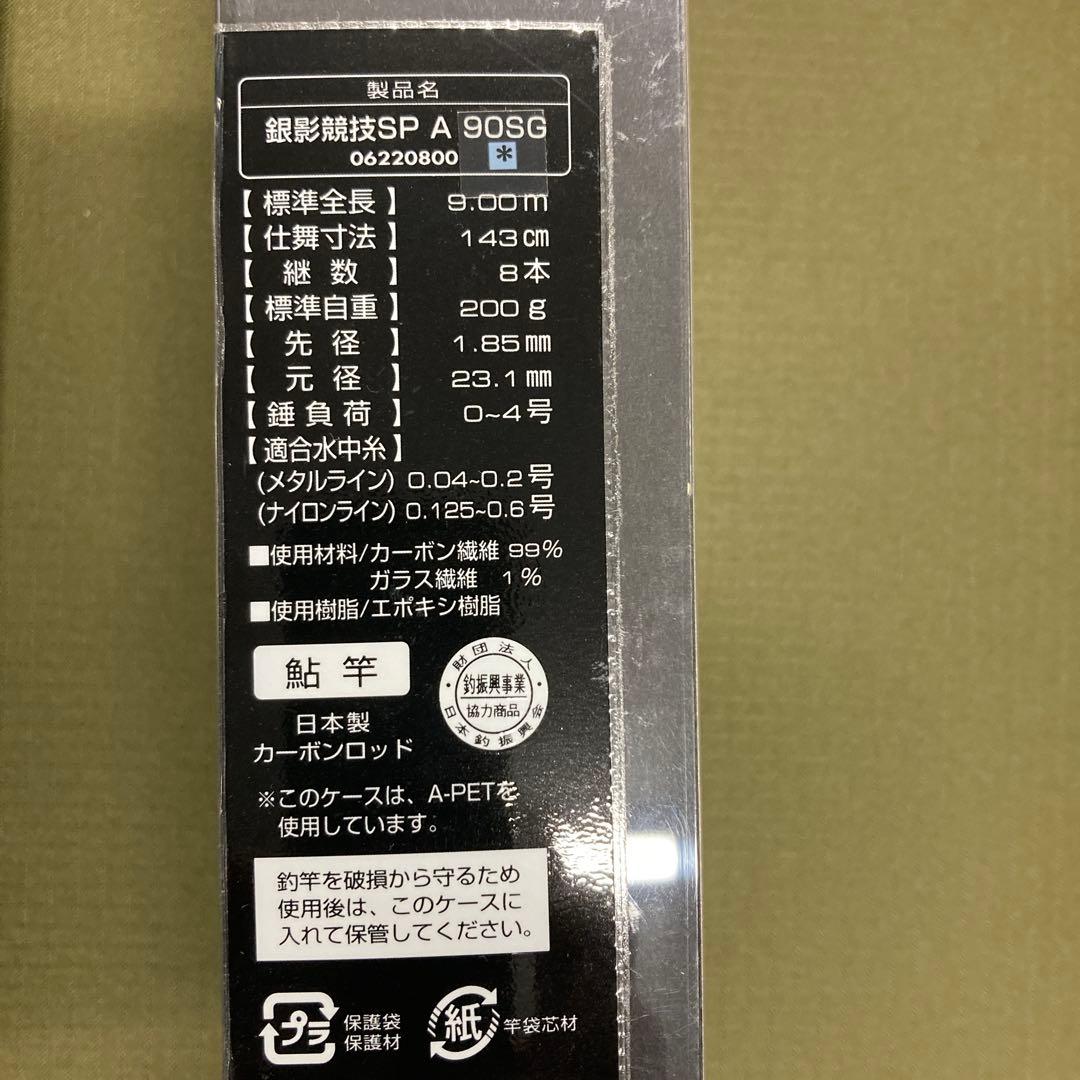 製品名
銀影競技SP A 90SG
06220800 *
【標準全長】 9.00m
【仕舞寸法】 143cm
【継数】 8本
【標準自重】 200g
【先径】 1.85mm
【元径】 23.1mm
【錘負荷】 0~4号
【適合水中糸】
(メタルライン) 0.04~0.2号
(ナイロンライン) 0.125~0.6号
■使用材料/カーボン繊維 99%
ガラス繊維 1%
■使用樹脂/エポキシ樹脂
鮎竿
財団法人
釣振興事業
協力商品
日本釣振興会
日本製
カーボンロッド
※このケースは、A-PETを
使用しています。
釣竿を破損から守るため
使用後は、このケースに
入れて保管してください。
プラ 保護袋
保護材
紙 竿袋芯材